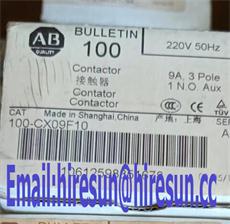 AB
QUALITY
BULLETIN
100
220V 50Hz
Contactor
接触器
Contator
Contactor
9A, 3 Pole
1 N.O. Aux
CAT
Made in Shanghai, China
产地：上海
100-CX09F10
TÜV
Email:hiresun@hiresun.cc